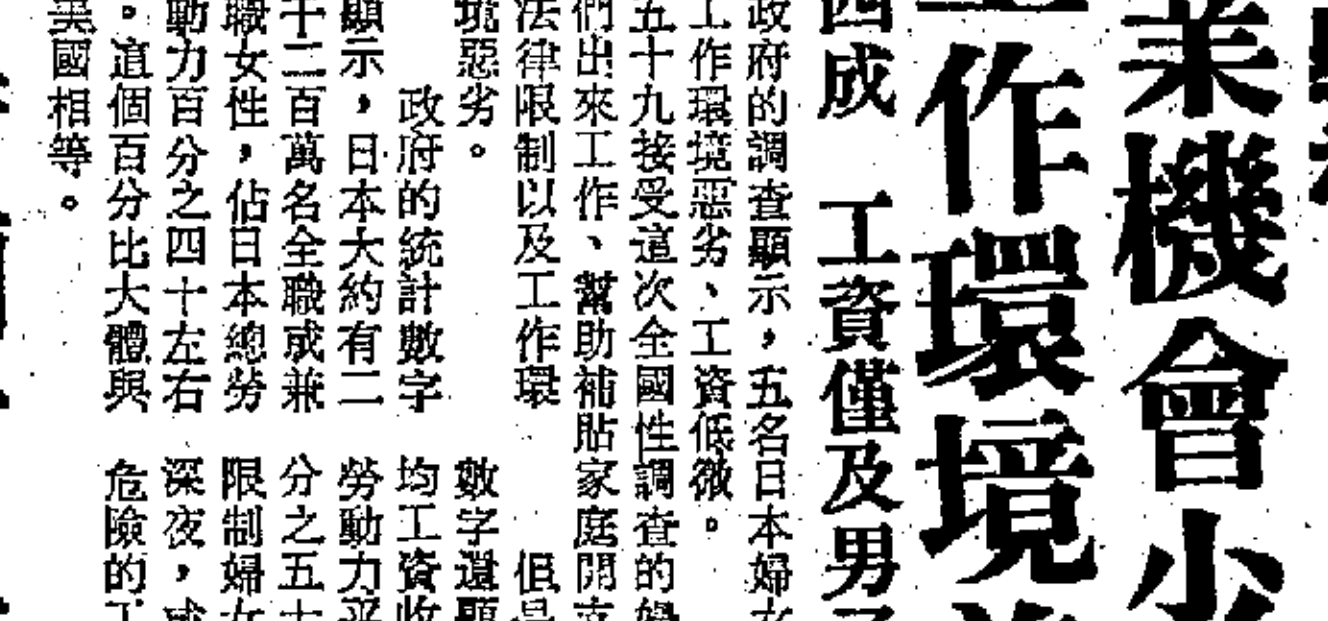 業機會少
作環境
四成　工資僅及男
政府的調查顯示，五名日本婦女
工作環境惡劣、工資低微。
五十九接受這次全國性調查的婦
們出來工作、幫助補貼家庭開支
法律限制以及工作環
境惡劣。
政府的統計數字
顯示，日本大約有二
十二百萬名全職或兼
職女性，佔日本總勞
動力百分之四十左右
。這個百分比大體與
美國相等。
但是
數字還顯
均工資收
勞動力平
分之五十
限制婦女
深夜，或
危險的工